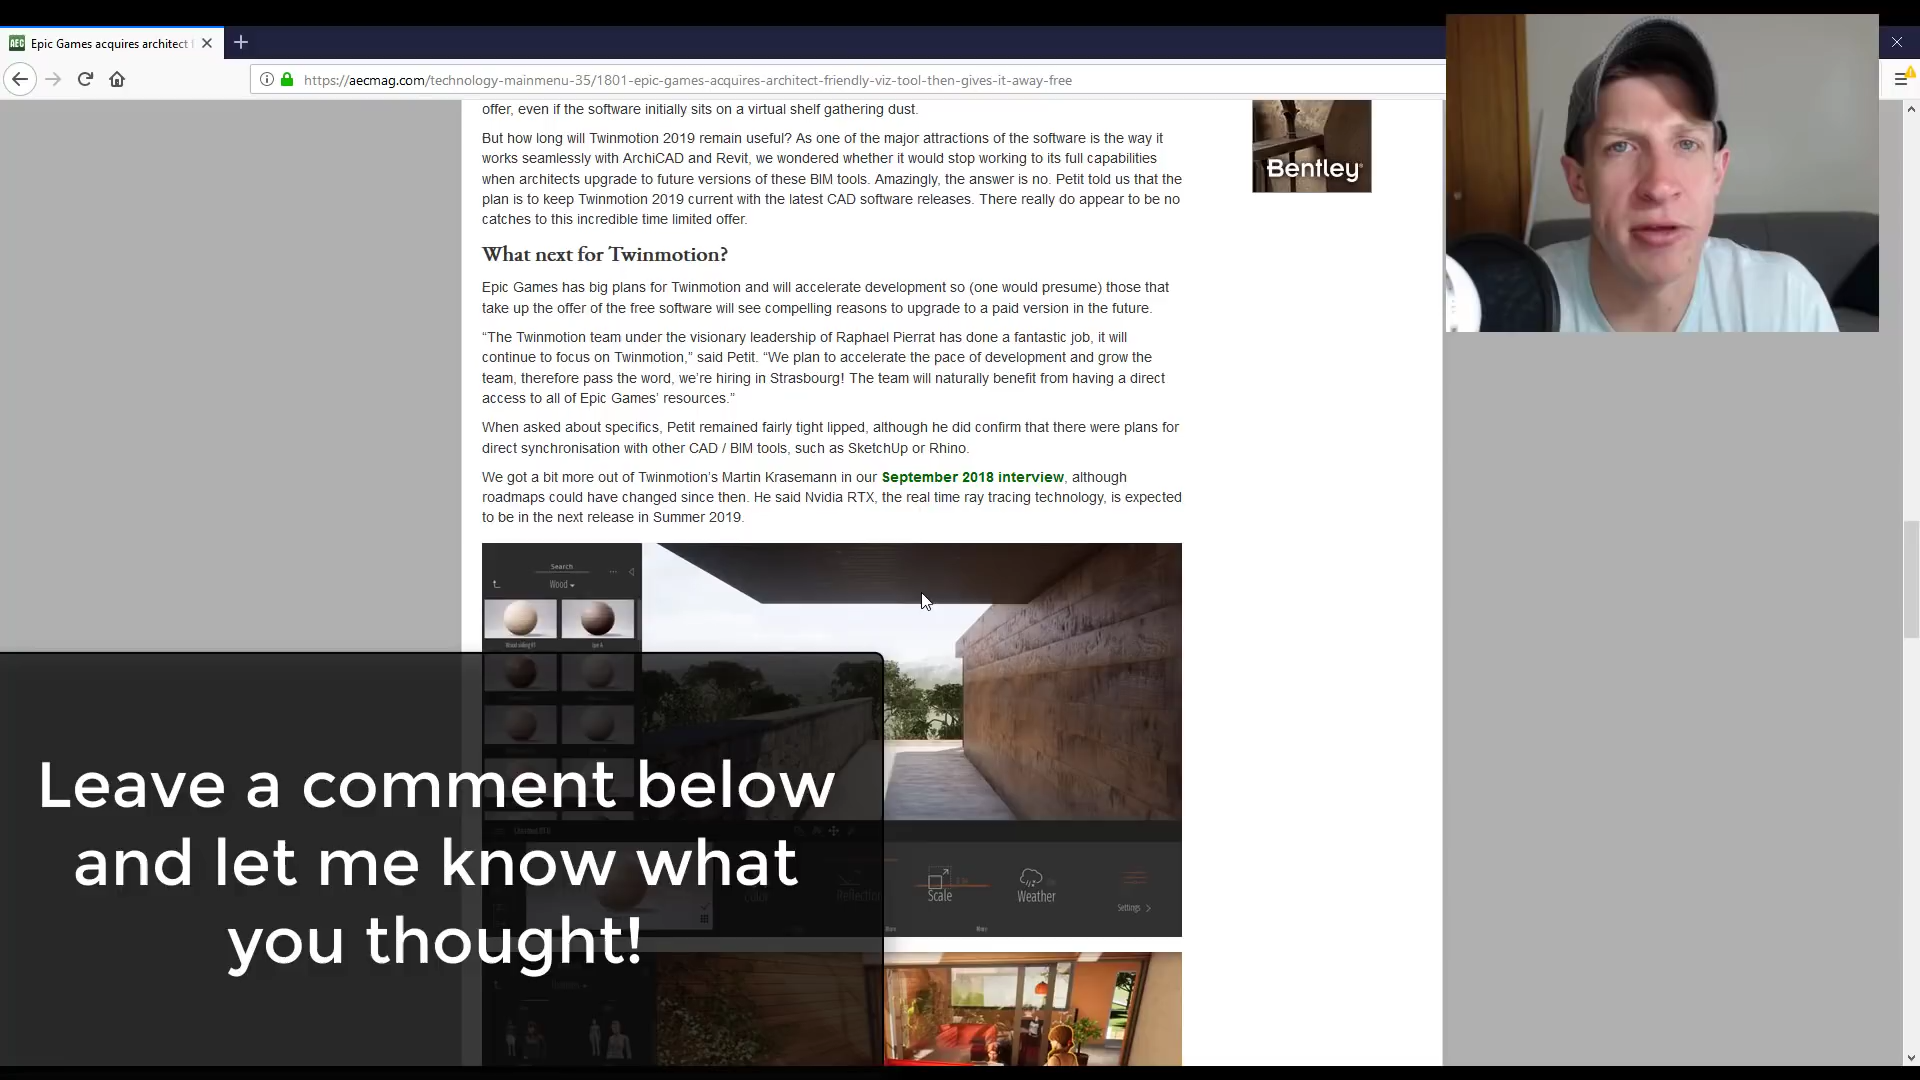 AEC Epic Games acquires architect f
https://aecmag.com/technology-mainmenu-35/1801-epic-games-acquires-architect-friendly-viz-tool-then-gives-it-away-free
offer, even if the software initially sits on a virtual shelf gathering dust.
But how long will Twinmotion 2019 remain useful? As one of the major attractions of the software is the way it
works seamlessly with ArchiCAD and Revit, we wondered whether it would stop working to its full capabilities
when architects upgrade to future versions of these BIM tools. Amazingly, the answer is no. Petit told us that the
plan is to keep Twinmotion 2019 current with the latest CAD software releases. There really do appear to be no
catches to this incredible time limited offer.
Bentley
What next for Twinmotion?
Epic Games has big plans for Twinmotion and will accelerate development so (one would presume) those that
take up the offer of the free software will see compelling reasons to upgrade to a paid version in the future.
“The Twinmotion team under the visionary leadership of Raphael Pierrat has done a fantastic job, it will
continue to focus on Twinmotion,” said Petit. “We plan to accelerate the pace of development and grow the
team, therefore pass the word, we’re hiring in Strasbourg! The team will naturally benefit from having a direct
access to all of Epic Games’ resources.”
When asked about specifics, Petit remained fairly tight lipped, although he did confirm that there were plans for
direct synchronisation with other CAD / BIM tools, such as SketchUp or Rhino.
We got a bit more out of Twinmotion’s Martin Krasemann in our September 2018 interview, although
roadmaps could have changed since then. He said Nvidia RTX, the real time ray tracing technology, is expected
to be in the next release in Summer 2019.
Search
Wood
Color
Reflection
Scale
Weather
Settings
More
More
Leave a comment below
and let me know what
you thought!